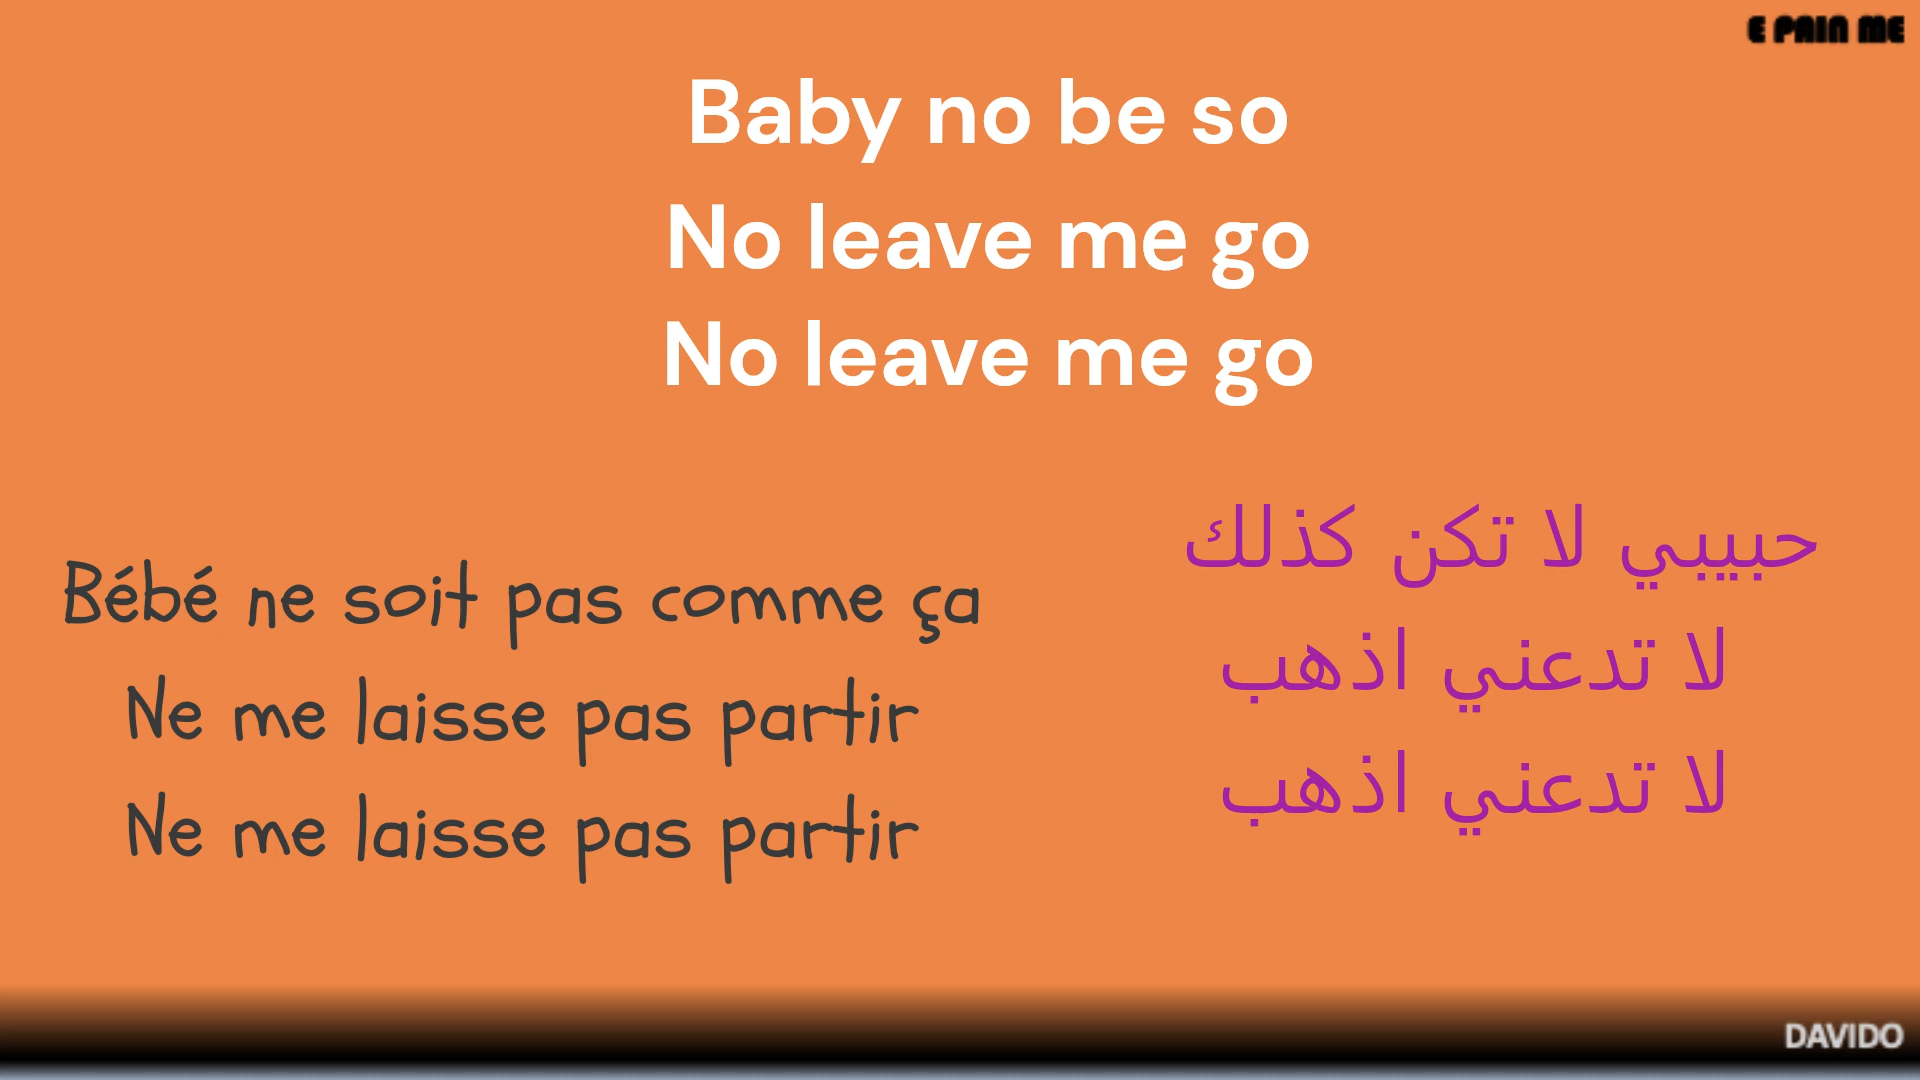 E PAIN ME
Baby no be so
No leave me go
No leave me go
Bébé ne soit pas comme ça
Ne me laisse pas partir
Ne me laisse pas partir
حبيبي لا تكن كذلك
لا تدعني اذهب
لا تدعني اذهب
DAVIDO